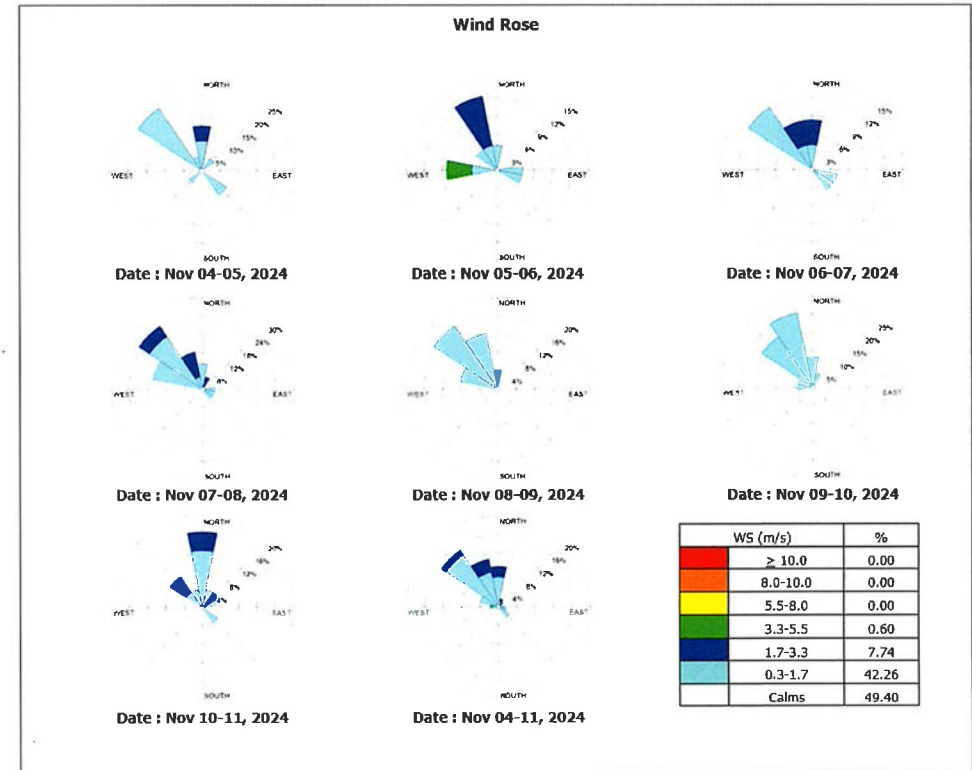 Wind Rose
NORTH
25%
20%
15%
10%
5%
WEST
EAST
SOUTH
Date : Nov 04-05, 2024
NORTH
15%
12%
9%
6%
3%
WEST
EAST
SOUTH
Date : Nov 05-06, 2024
NORTH
15%
12%
9%
6%
3%
WEST
EAST
SOUTH
Date : Nov 06-07, 2024
NORTH
30%
24%
18%
12%
6%
WEST
EAST
SOUTH
Date : Nov 07-08, 2024
NORTH
20%
16%
12%
8%
4%
WEST
EAST
SOUTH
Date : Nov 08-09, 2024
NORTH
25%
20%
15%
10%
5%
WEST
EAST
SOUTH
Date : Nov 09-10, 2024
NORTH
20%
16%
12%
8%
4%
WEST
EAST
SOUTH
Date : Nov 10-11, 2024
NORTH
20%
16%
12%
8%
4%
WEST
EAST
SOUTH
Date : Nov 04-11, 2024
WS (m/s) %
≥ 10.0 0.00
8.0-10.0 0.00
5.5-8.0 0.00
3.3-5.5 0.60
1.7-3.3 7.74
0.3-1.7 42.26
Calms 49.40